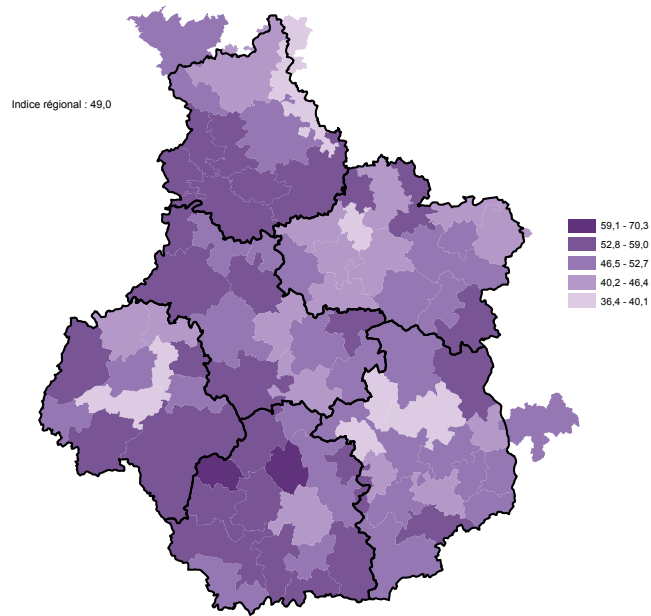 Indice régional : 49,0
59,1 - 70,3
52,8 - 59,0
46,5 - 52,7
40,2 - 46,4
36,4 - 40,1